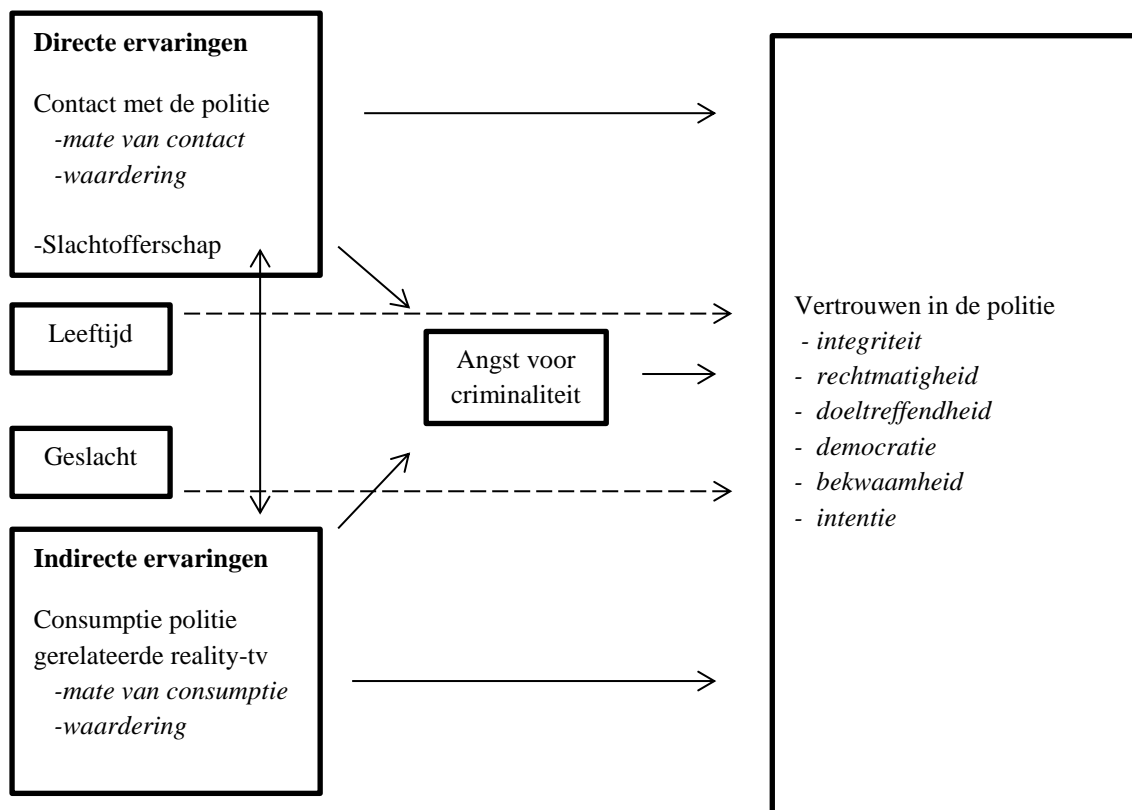 Directe ervaringen
Contact met de politie
-mate van contact
-waardering
-Slachtofferschap
Leeftijd
Geslacht
Indirecte ervaringen
Consumptie politie
gerelateerde reality-tv
-mate van consumptie
-waardering
Angst voor
criminaliteit
Vertrouwen in de politie
- integriteit
- rechtmatigheid
- doeltreffendheid
- democratie
- bekwaamheid
- intentie